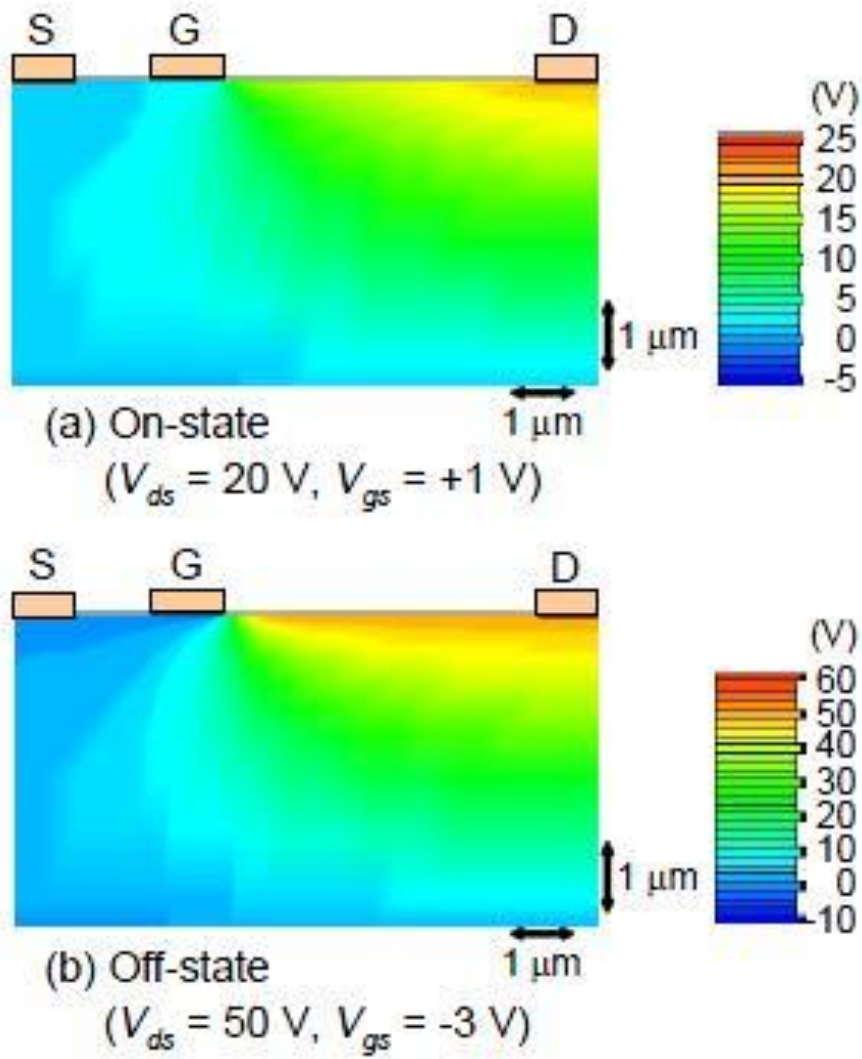 S G D
(V)
25
20
15
10
5
0
-5
1 μm
1 μm
(a) On-state
(Vds = 20 V, Vgs = +1 V)
S G D
(V)
60
50
40
30
20
10
0
-10
1 μm
1 μm
(b) Off-state
(Vds = 50 V, Vgs = -3 V)